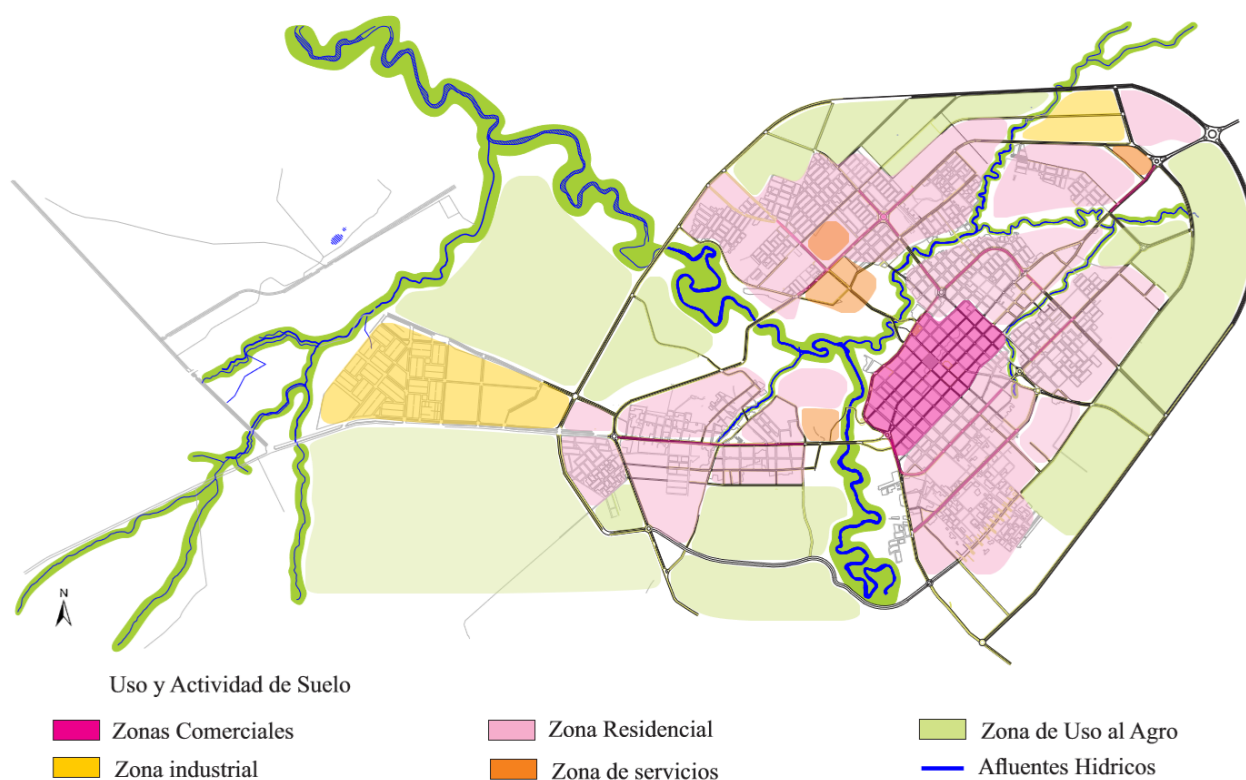 N
Uso y Actividad de Suelo
Zonas Comerciales
Zona Residencial
Zona de Uso al Agro
Zona industrial
Zona de servicios
Afluentes Hidricos